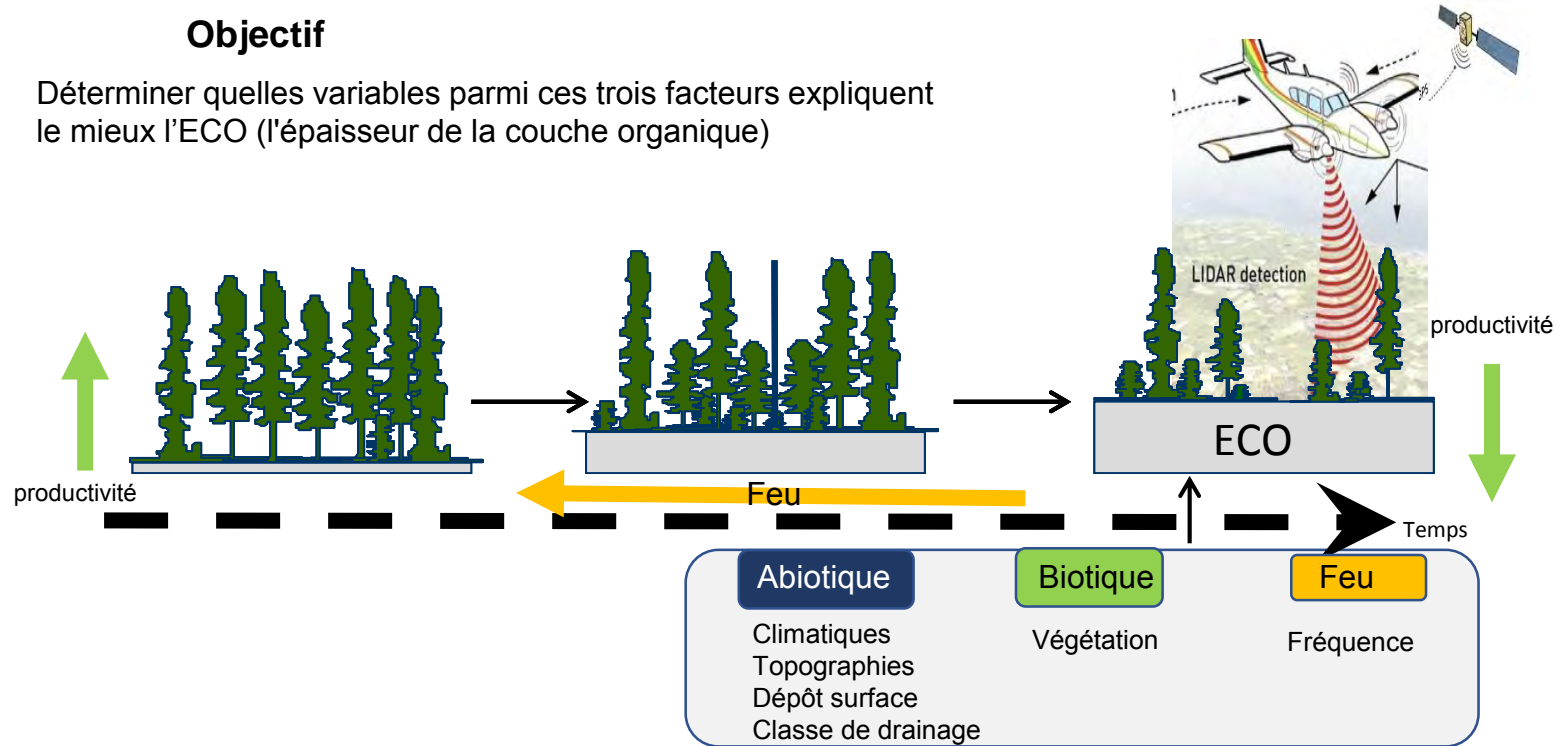 Objectif
Déterminer quelles variables parmi ces trois facteurs expliquent
le mieux l'ECO (l'épaisseur de la couche organique)
LIDAR detection
productivité
productivité
ECO
Feu
Temps
Abiotique
Biotique
Feu
Climatiques
Topographies
Dépôt surface
Classe de drainage
Végétation
Fréquence